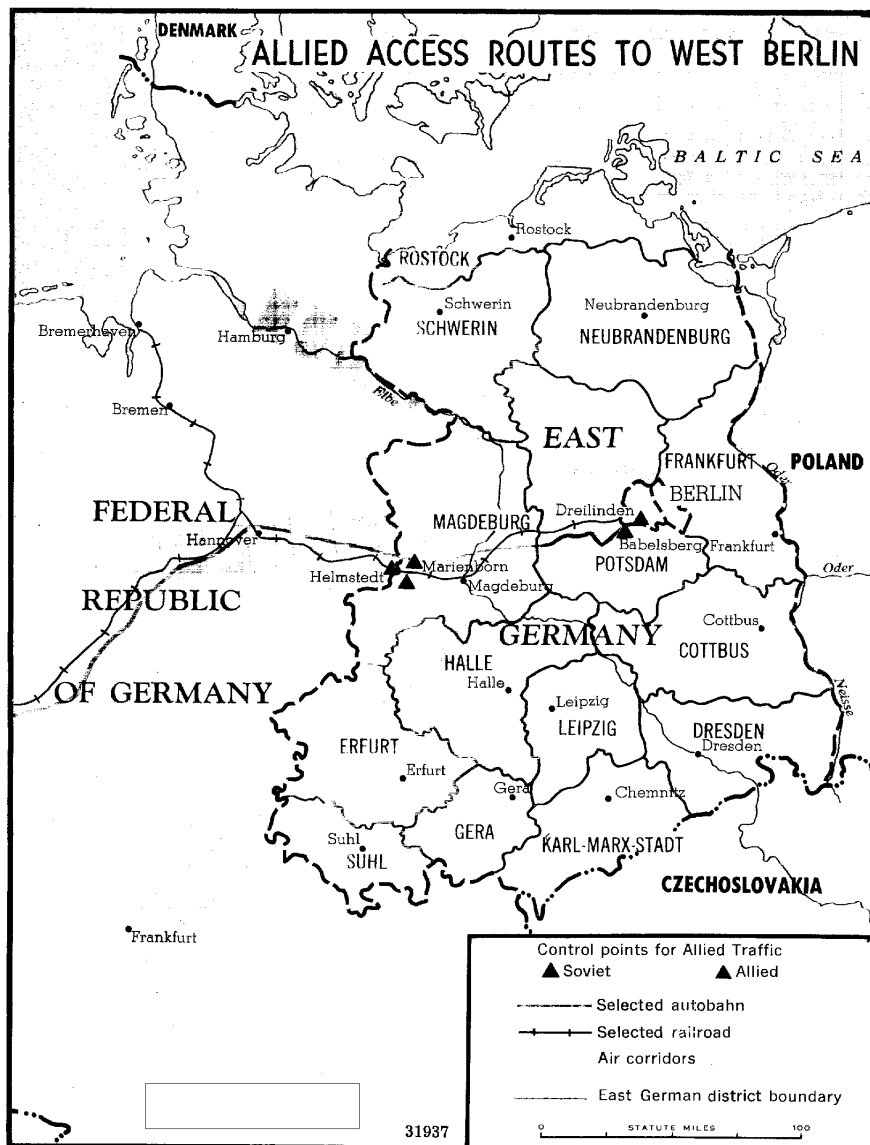 DENMARK
ALLIED ACCESS ROUTES TO WEST BERLIN
BALTIC SEA
Rostock
ROSTOCK
Schwerin
SCHWERIN
Neubrandenburg
NEUBRANDENBURG
Bremerhaven
Hamburg
Elbe
Bremen
EAST
FRANKFURT
POLAND
Oder
BERLIN
FEDERAL
MAGDEBURG
Dreilinden
Hannover
Babelsberg
Frankfurt
Helmstedt
Marienborn
POTSDAM
Oder
Magdeburg
REPUBLIC
GERMANY
Cottbus
COTTBUS
HALLE
Halle
OF GERMANY
Leipzig
LEIPZIG
Neisse
DRESDEN
Dresden
ERFURT
Erfurt
Gera
Chemnitz
GERA
Suhl
SUHL
KARL-MARX-STADT
CZECHOSLOVAKIA
Frankfurt
Control points for Allied Traffic
Soviet Allied
Selected autobahn
Selected railroad
Air corridors
East German district boundary
31937
0 STATUTE MILES 100